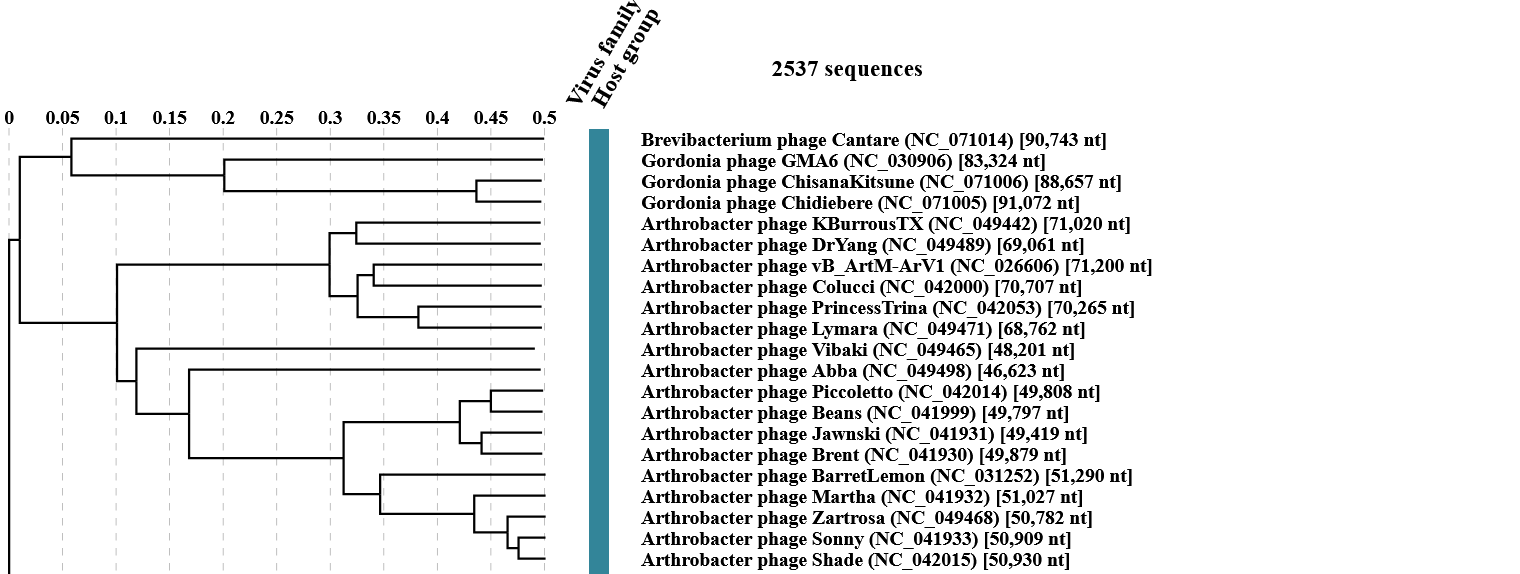 Virus family
Host group
2537 sequences
0 0.05 0.1 0.15 0.2 0.25 0.3 0.35 0.4 0.45 0.5
Brevibacterium phage Cantare (NC_071014) [90,743 nt]
Gordonia phage GMA6 (NC_030906) [83,324 nt]
Gordonia phage ChisanaKitsune (NC_071006) [88,657 nt]
Gordonia phage Chidiebere (NC_071005) [91,072 nt]
Arthrobacter phage KBurrousTX (NC_049442) [71,020 nt]
Arthrobacter phage DrYang (NC_049489) [69,061 nt]
Arthrobacter phage vB_ArtM-ArV1 (NC_026606) [71,200 nt]
Arthrobacter phage Colucci (NC_042000) [70,707 nt]
Arthrobacter phage PrincessTrina (NC_042053) [70,265 nt]
Arthrobacter phage Lymara (NC_049471) [68,762 nt]
Arthrobacter phage Vibaki (NC_049465) [48,201 nt]
Arthrobacter phage Abba (NC_049498) [46,623 nt]
Arthrobacter phage Piccoletto (NC_042014) [49,808 nt]
Arthrobacter phage Beans (NC_041999) [49,797 nt]
Arthrobacter phage Jawnski (NC_041931) [49,419 nt]
Arthrobacter phage Brent (NC_041930) [49,879 nt]
Arthrobacter phage BarretLemon (NC_031252) [51,290 nt]
Arthrobacter phage Martha (NC_041932) [51,027 nt]
Arthrobacter phage Zartrosa (NC_049468) [50,782 nt]
Arthrobacter phage Sonny (NC_041933) [50,909 nt]
Arthrobacter phage Shade (NC_042015) [50,930 nt]